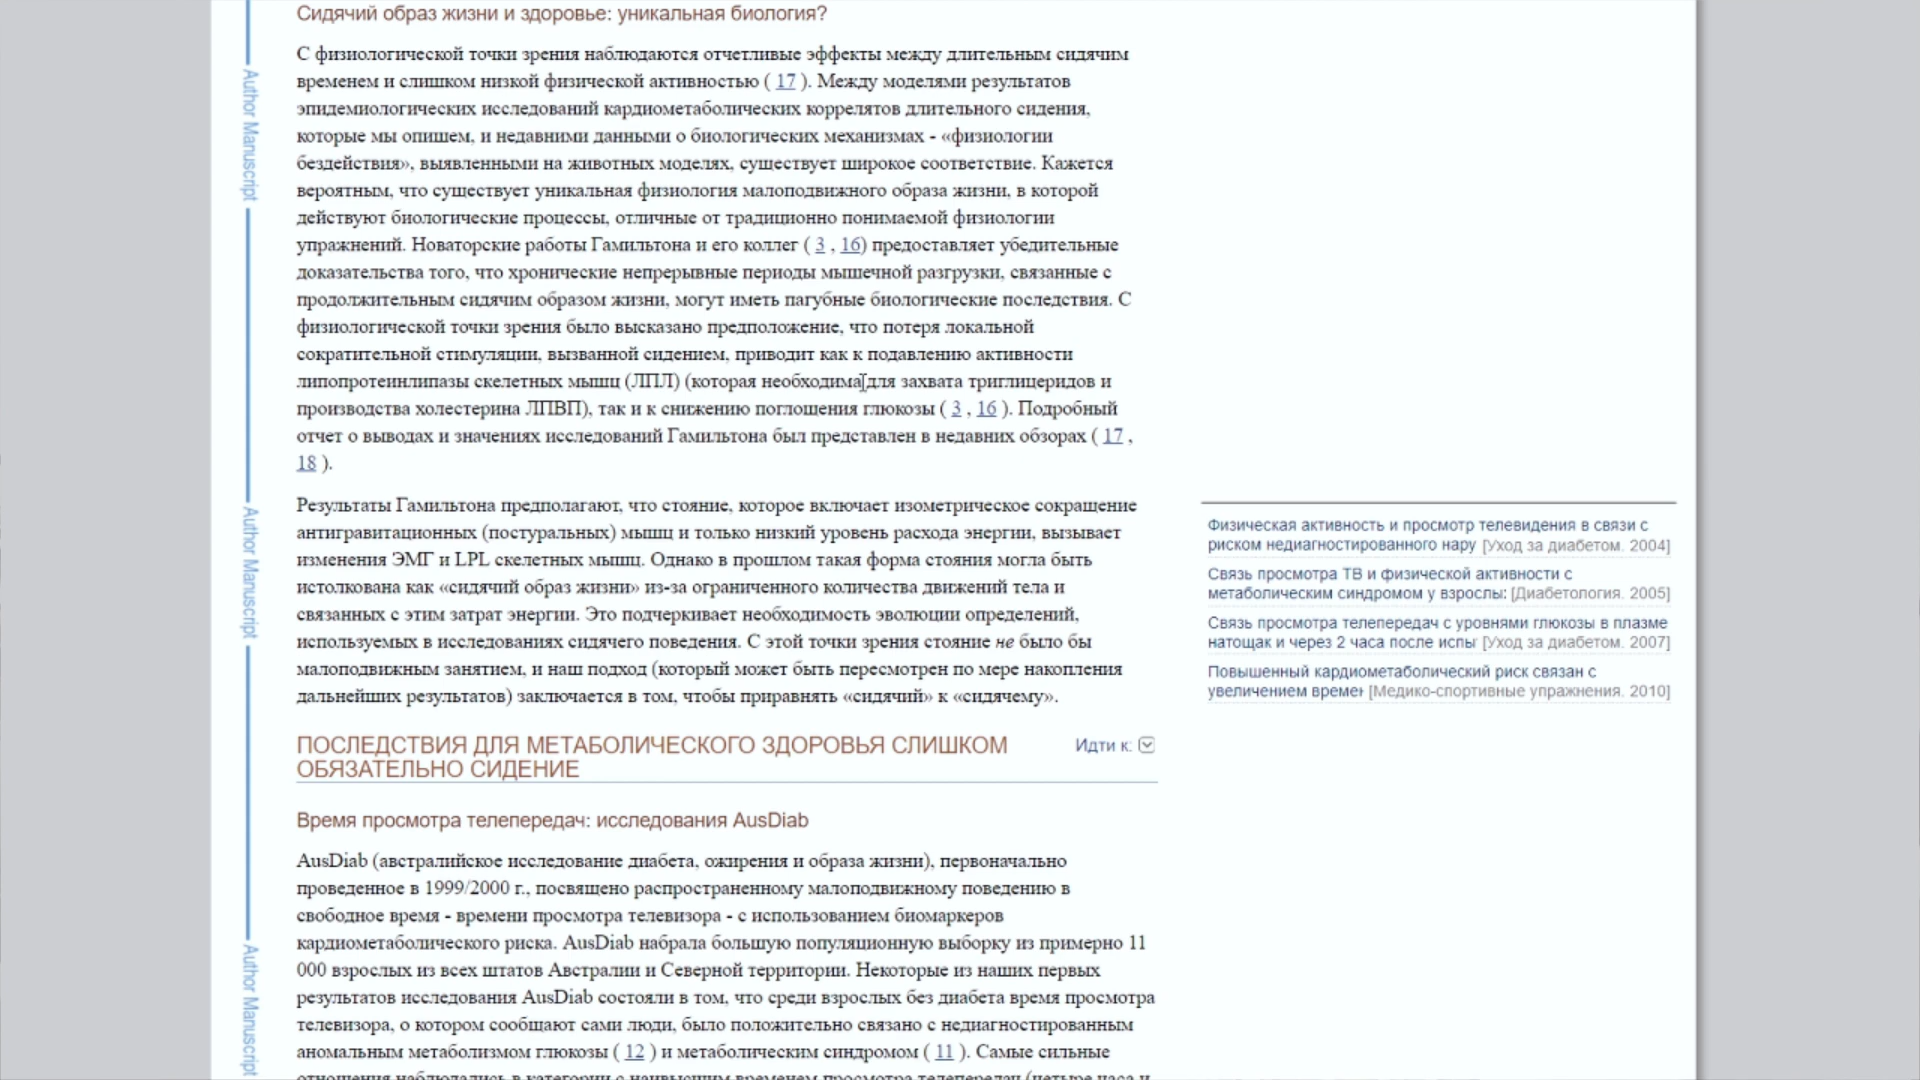 Сидячий образ жизни и здоровье: уникальная биология?
С физиологической точки зрения наблюдаются отчетливые эффекты между длительным сидячим
временем и слишком низкой физической активностью ( 17 ). Между моделями результатов
эпидемиологических исследований кардиометаболических коррелятов длительного сидения,
которые мы опишем, и недавними данными о биологических механизмах - «физиологии
бездействия», выявленными на животных моделях, существует широкое соответствие. Кажется
вероятным, что существует уникальная физиология малоподвижного образа жизни, в которой
действуют биологические процессы, отличные от традиционно понимаемой физиологии
упражнений. Новаторские работы Гамильтона и его коллег ( 3 , 16) предоставляет убедительные
доказательства того, что хронические непрерывные периоды мышечной разгрузки, связанные с
продолжительным сидячим образом жизни, могут иметь пагубные биологические последствия. С
физиологической точки зрения было высказано предположение, что потеря локальной
сократительной стимуляции, вызванной сидением, приводит как к подавлению активности
липопротеинлипазы скелетных мышц (ЛПЛ) (которая необходима для захвата триглицеридов и
производства холестерина ЛПВП), так и к снижению поглощения глюкозы ( 3 , 16 ). Подробный
отчет о выводах и значениях исследований Гамильтона был представлен в недавних обзорах ( 17 ,
18 ).
Результаты Гамильтона предполагают, что стояние, которое включает изометрическое сокращение
антигравитационных (постуральных) мышц и только низкий уровень расхода энергии, вызывает
изменения ЭМГ и LPL скелетных мышц. Однако в прошлом такая форма стояния могла быть
истолкована как «сидячий образ жизни» из-за ограниченного количества движений тела и
связанных с этим затрат энергии. Это подчеркивает необходимость эволюции определений,
используемых в исследованиях сидячего поведения. С этой точки зрения стояние не было бы
малоподвижным занятием, и наш подход (который может быть пересмотрен по мере накопления
дальнейших результатов) заключается в том, чтобы приравнять «сидячий» к «сидячему».
ПОСЛЕДСТВИЯ ДЛЯ МЕТАБОЛИЧЕСКОГО ЗДОРОВЬЯ СЛИШКОМ
ОБЯЗАТЕЛЬНО СИДЕНИЕ
Идти к:
Время просмотра телепередач: исследования AusDiab
AusDiab (австралийское исследование диабета, ожирения и образа жизни), первоначально
проведенное в 1999/2000 г., посвящено распространенному малоподвижному поведению в
свободное время - времени просмотра телевизора - с использованием биомаркеров
кардиометаболического риска. AusDiab набрала большую популяционную выборку из примерно 11
000 взрослых из всех штатов Австралии и Северной территории. Некоторые из наших первых
результатов исследования AusDiab состояли в том, что среди взрослых без диабета время просмотра
телевизора, о котором сообщают сами люди, было положительно связано с недиагностированным
аномальным метаболизмом глюкозы ( 12 ) и метаболическим синдромом ( 11 ). Самые сильные
отношения наблюдались в категории с наивысшим временем просмотра телепередач (четыре часа и
Физическая активность и просмотр телевидения в связи с
риском недиагностированного нару [Уход за диабетом. 2004]
Связь просмотра ТВ и физической активности с
метаболическим синдромом у взрослы: [Диабетология. 2005]
Связь просмотра телепередач с уровнями глюкозы в плазме
натощак и через 2 часа после испы [Уход за диабетом. 2007]
Повышенный кардиометаболический риск связан с
увеличением времен [Медико-спортивные упражнения. 2010]
Author Manuscript
Author Manuscript
Author Manuscript